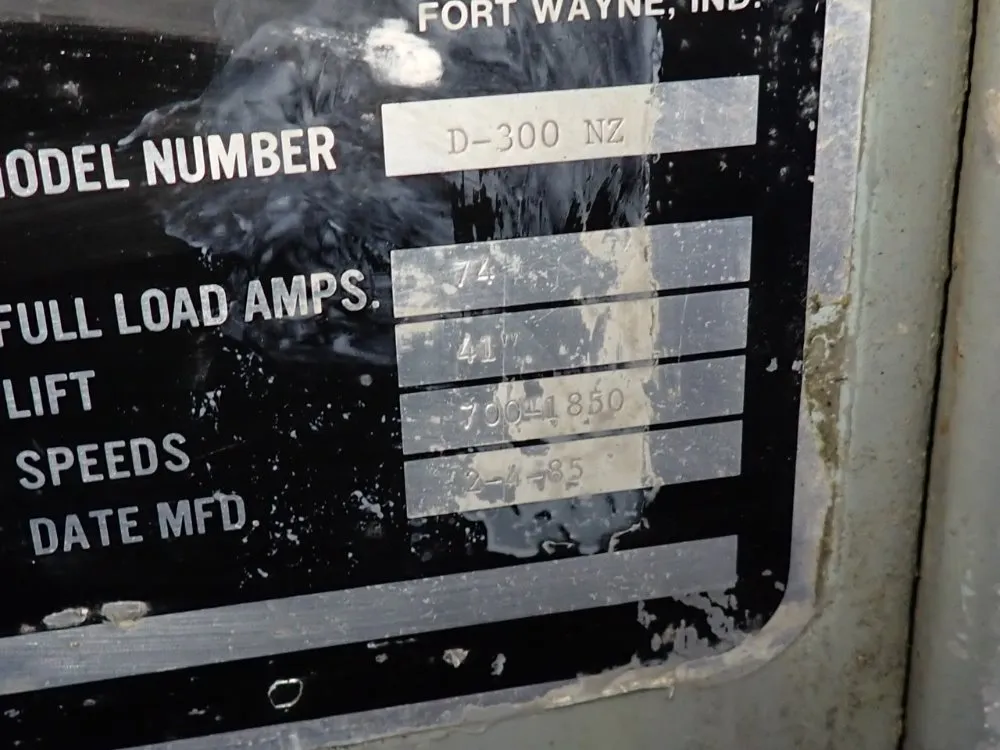 FORT WAYNE, IND.
MODEL NUMBER D-300 NZ
FULL LOAD AMPS. 74
LIFT 41"
SPEEDS 700-1850
DATE MFD. 2-4-85